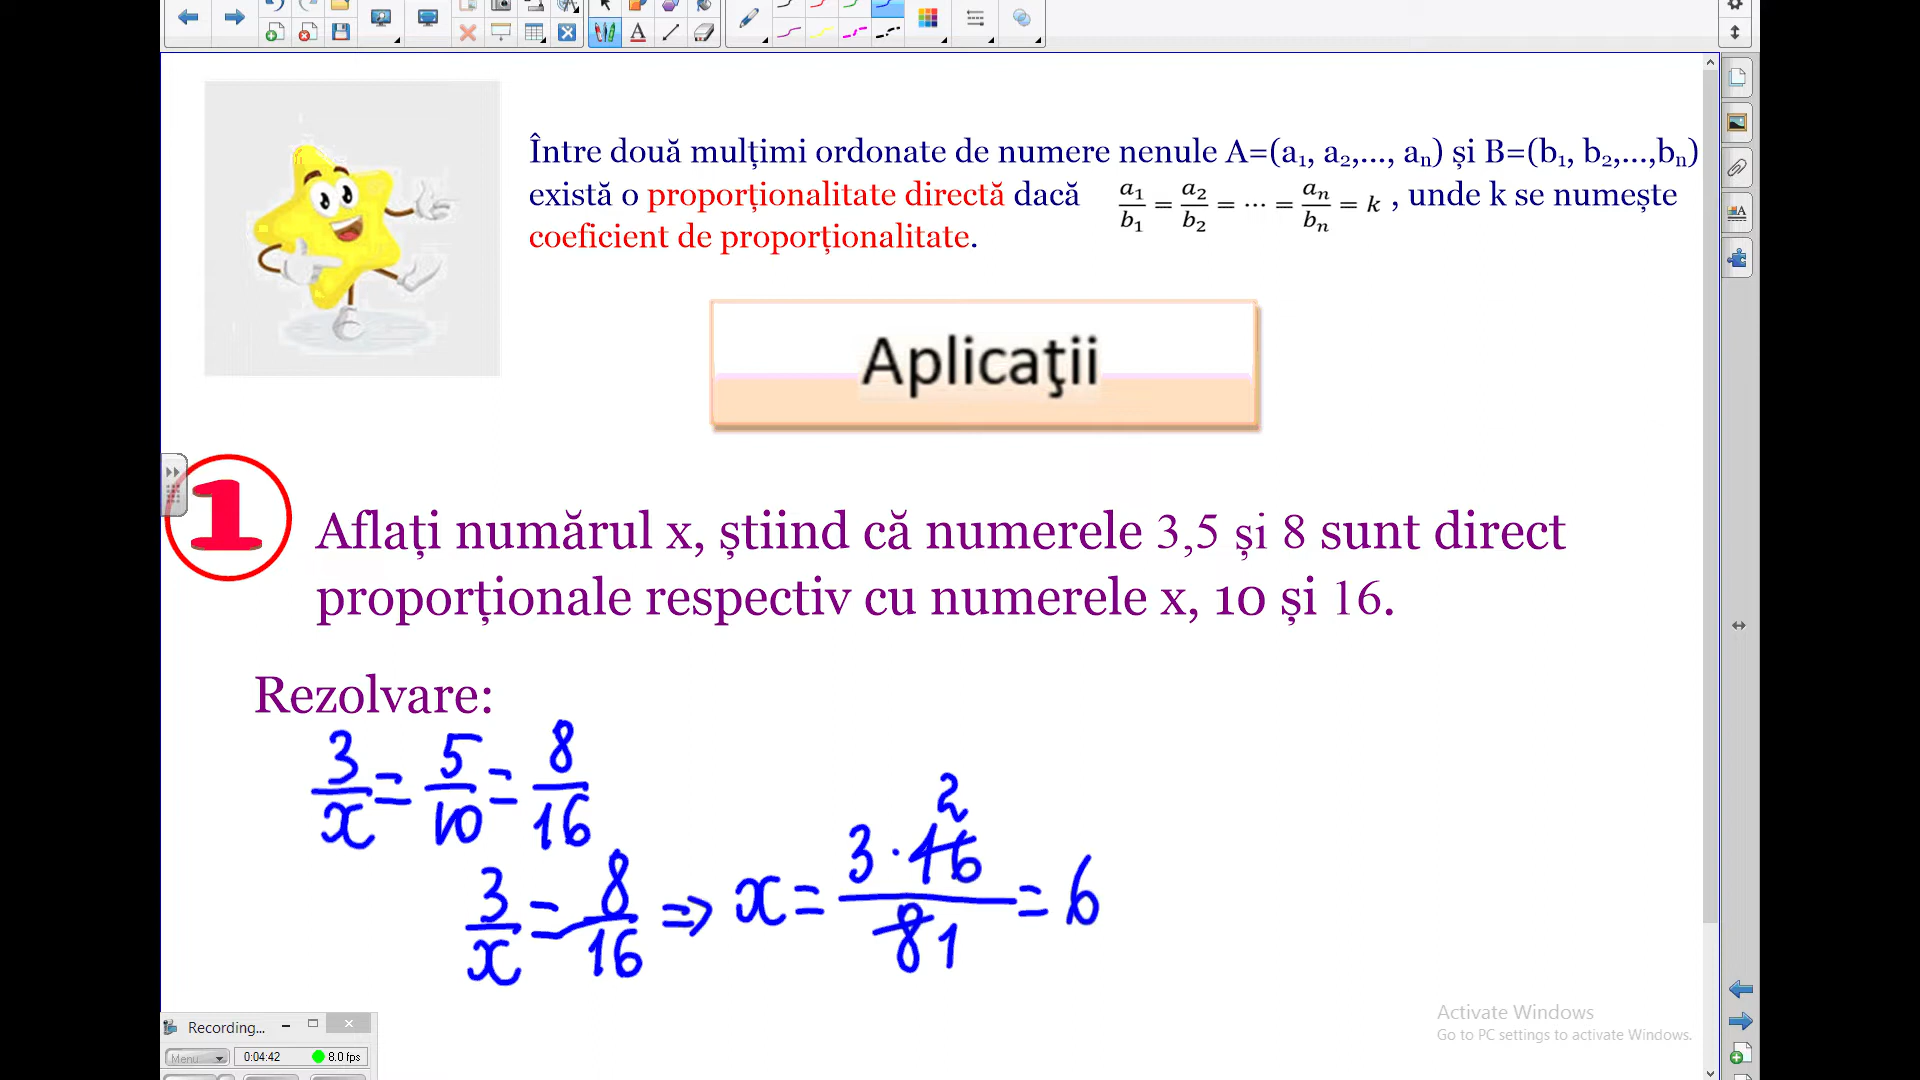 Între două mulțimi ordonate de numere nenule A=(a₁, a₂,..., aₙ) și B=(b₁, b₂,...,bₙ)
există o proporționalitate directă dacă a₁/b₁ = a₂/b₂ = ⋯ = aₙ/bₙ = k , unde k se numește
coeficient de proporționalitate.
Aplicaţii
1
Aflați numărul x, știind că numerele 3,5 și 8 sunt direct
proporționale respectiv cu numerele x, 10 și 16.
Rezolvare:
3/x = 5/10 = 8/16
3/x = 8/16 ⇒ x = 3·16/8 = 6
2
1
Activate Windows
Go to PC settings to activate Windows.
Recording...
Menu 0:04:42 8.0 fps